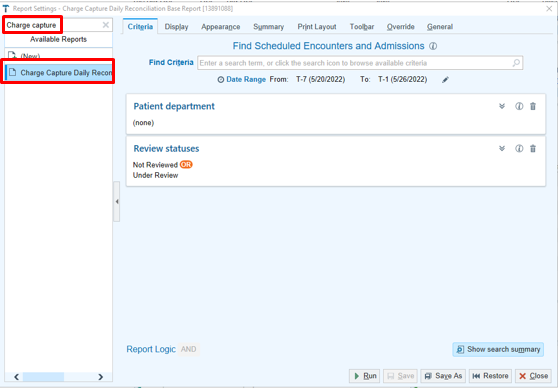 Report Settings - Charge Capture Daily Reconciliation Base Report [13891088]
Charge capture
Available Reports
(New)
Charge Capture Daily Recon
Criteria Display Appearance Summary Print Layout Toolbar Override General
Find Scheduled Encounters and Admissions
Find Criteria Enter a search term, or click the search icon to browse available criteria
Date Range From: T-7 (5/20/2022) To: T-1 (5/26/2022)
Patient department
(none)
Review statuses
Not Reviewed OR
Under Review
Report Logic AND
Show search summary
Run Save Save As Restore Close